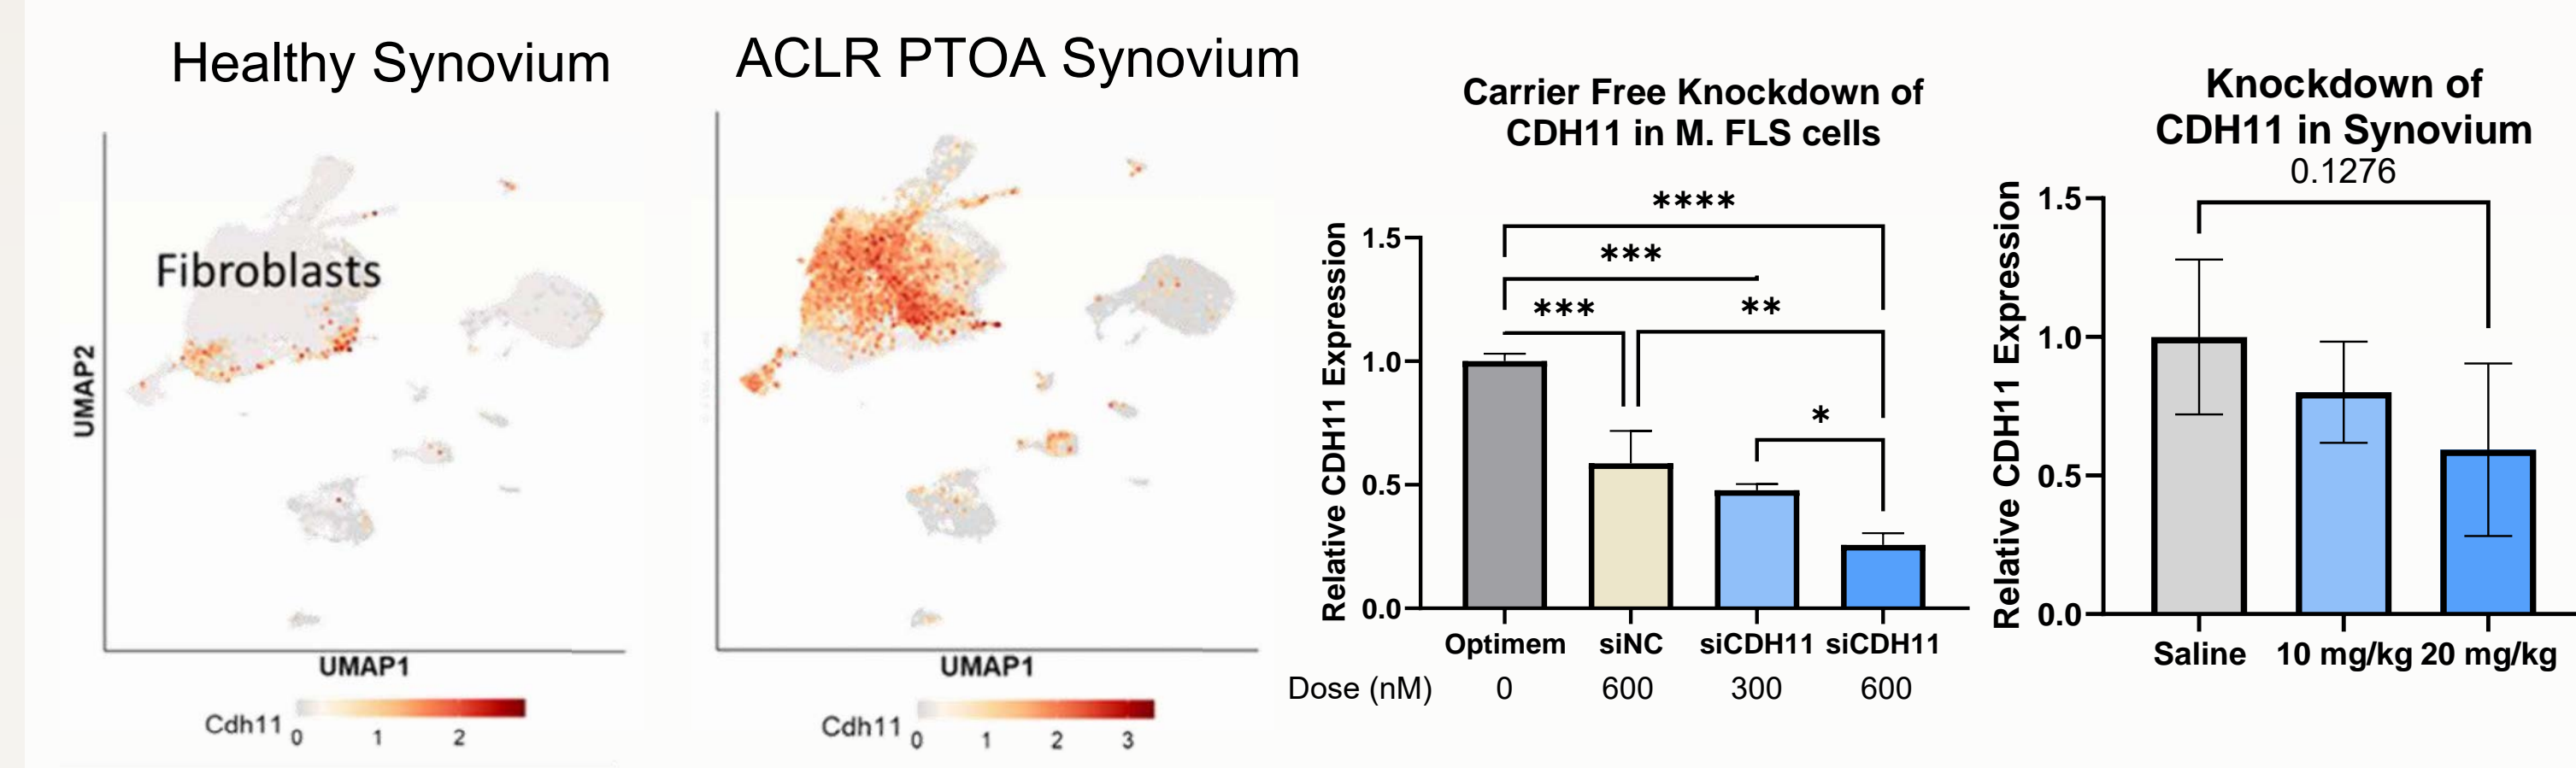 Healthy Synovium
Fibroblasts
UMAP2
UMAP1
Cdh11
0 1 2
ACLR PTOA Synovium
UMAP1
Cdh11
0 1 2 3
Carrier Free Knockdown of
CDH11 in M. FLS cells
****
***
*** **
*
Relative CDH11 Expression
1.5
1.0
0.5
0.0
Optimem siNC siCDH11 siCDH11
Dose (nM) 0 600 300 600
Knockdown of
CDH11 in Synovium
0.1276
Relative CDH11 Expression
1.5
1.0
0.5
0.0
Saline 10 mg/kg 20 mg/kg